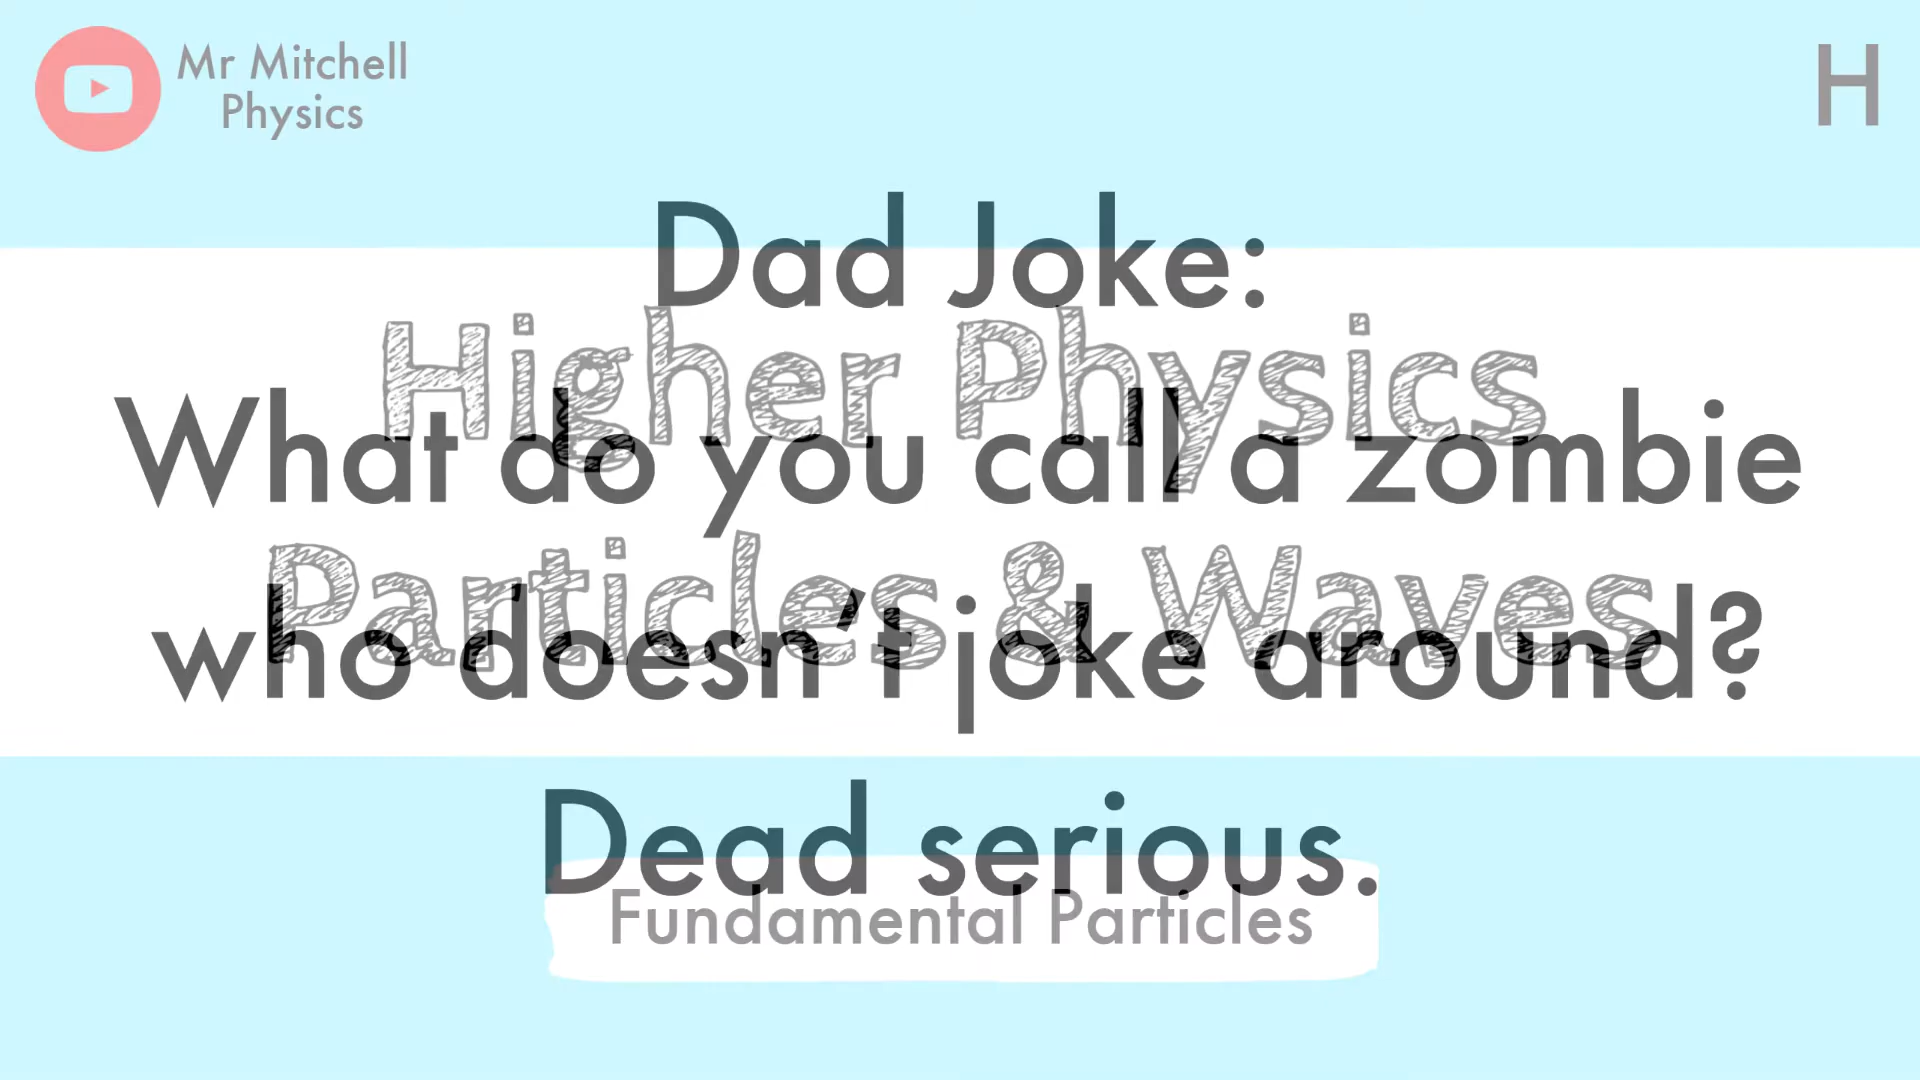 Mr Mitchell
Physics
H
Dad Joke:
Higher Physics
What do you call a zombie
Particles & Waves
who doesn't joke around?
Dead serious.
Fundamental Particles